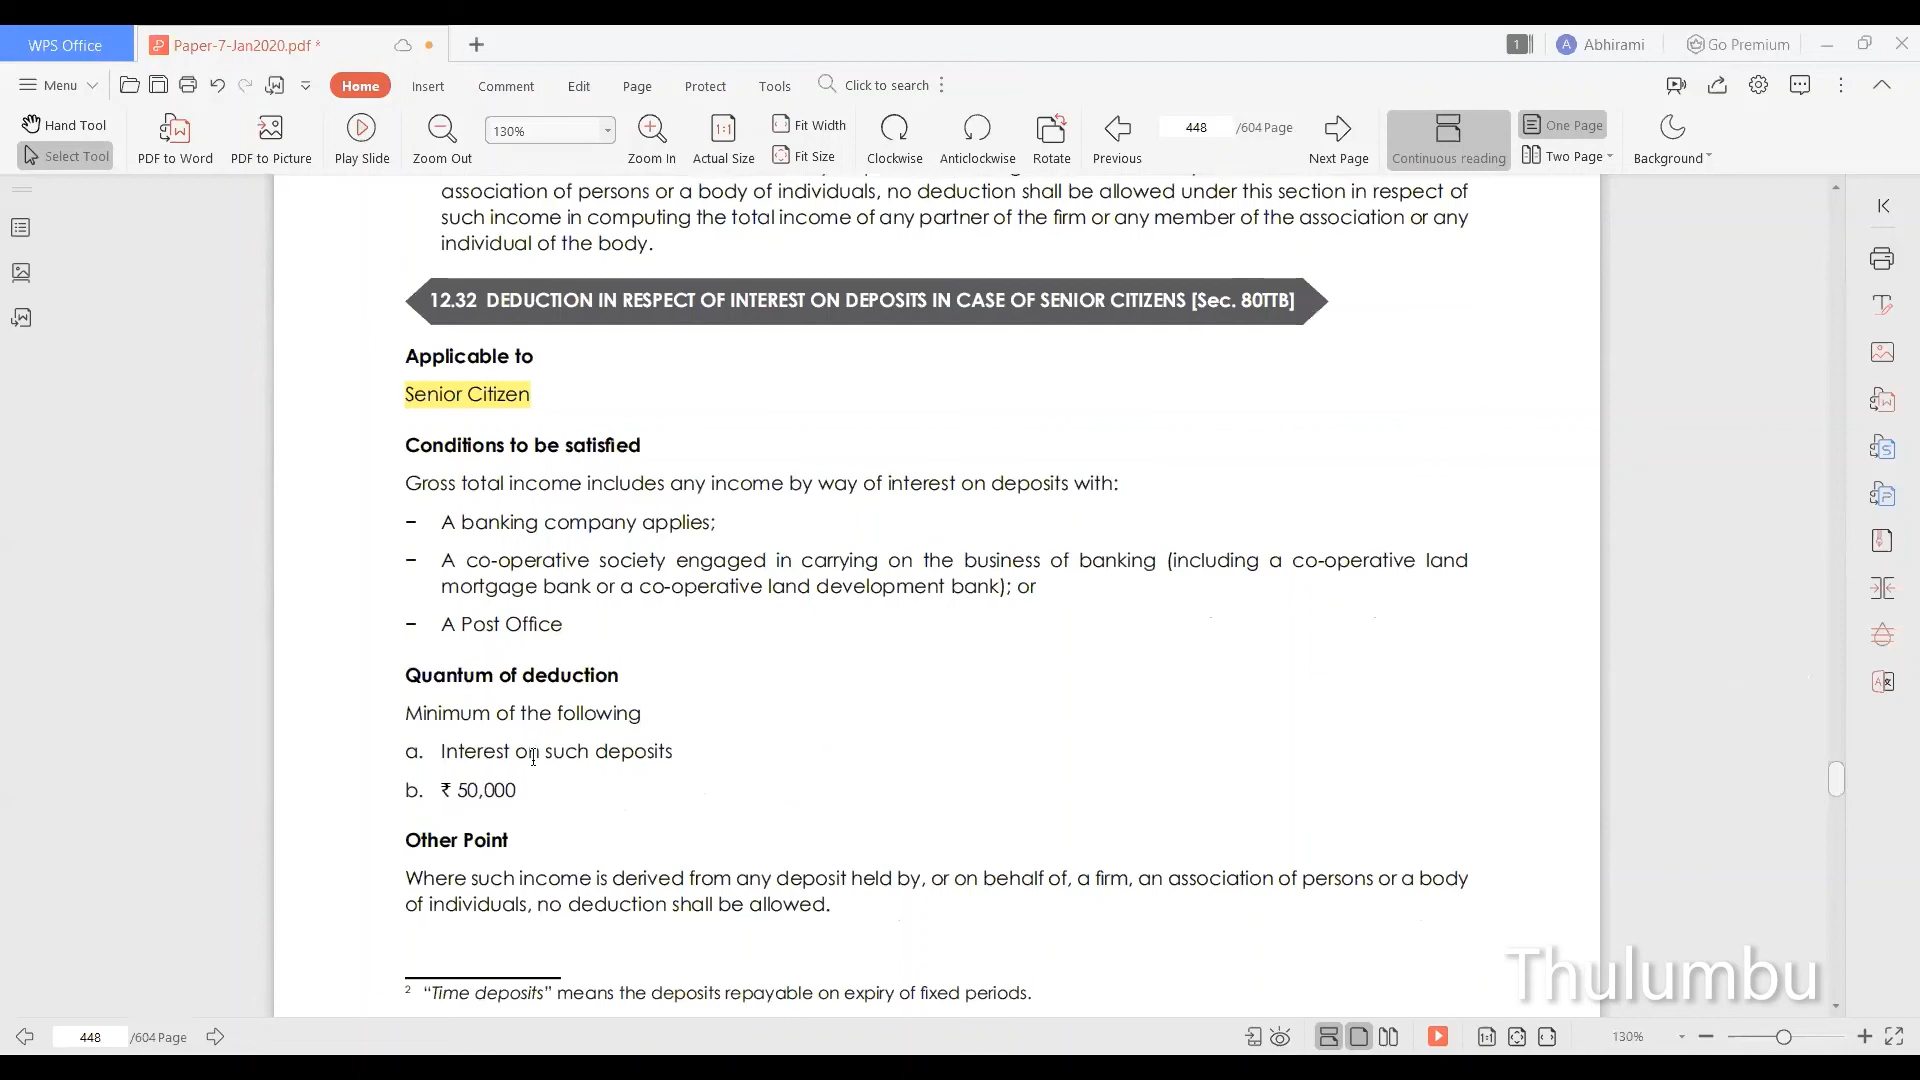 WPS Office
Paper-7-Jan2020.pdf *
1
A
Abhirami
Go Premium
Menu
Home
Insert
Comment
Edit
Page
Protect
Tools
Click to search
Hand Tool
Select Tool
PDF to Word
PDF to Picture
Play Slide
Zoom Out
130%
Zoom In
1:1
Actual Size
Fit Width
Fit Size
Clockwise
Anticlockwise
Rotate
Previous
448 /604 Page
Next Page
Continuous reading
One Page
Two Page
Background
association of persons or a body of individuals, no deduction shall be allowed under this section in respect of
such income in computing the total income of any partner of the firm or any member of the association or any
individual of the body.
12.32 DEDUCTION IN RESPECT OF INTEREST ON DEPOSITS IN CASE OF SENIOR CITIZENS [Sec. 80TTB]
Applicable to
Senior Citizen
Conditions to be satisfied
Gross total income includes any income by way of interest on deposits with:
– A banking company applies;
– A co-operative society engaged in carrying on the business of banking (including a co-operative land
mortgage bank or a co-operative land development bank); or
– A Post Office
Quantum of deduction
Minimum of the following
a. Interest on such deposits
b. ₹ 50,000
Other Point
Where such income is derived from any deposit held by, or on behalf of, a firm, an association of persons or a body
of individuals, no deduction shall be allowed.
2 “Time deposits” means the deposits repayable on expiry of fixed periods.
Thulumbu
448 /604 Page
1:1
130%